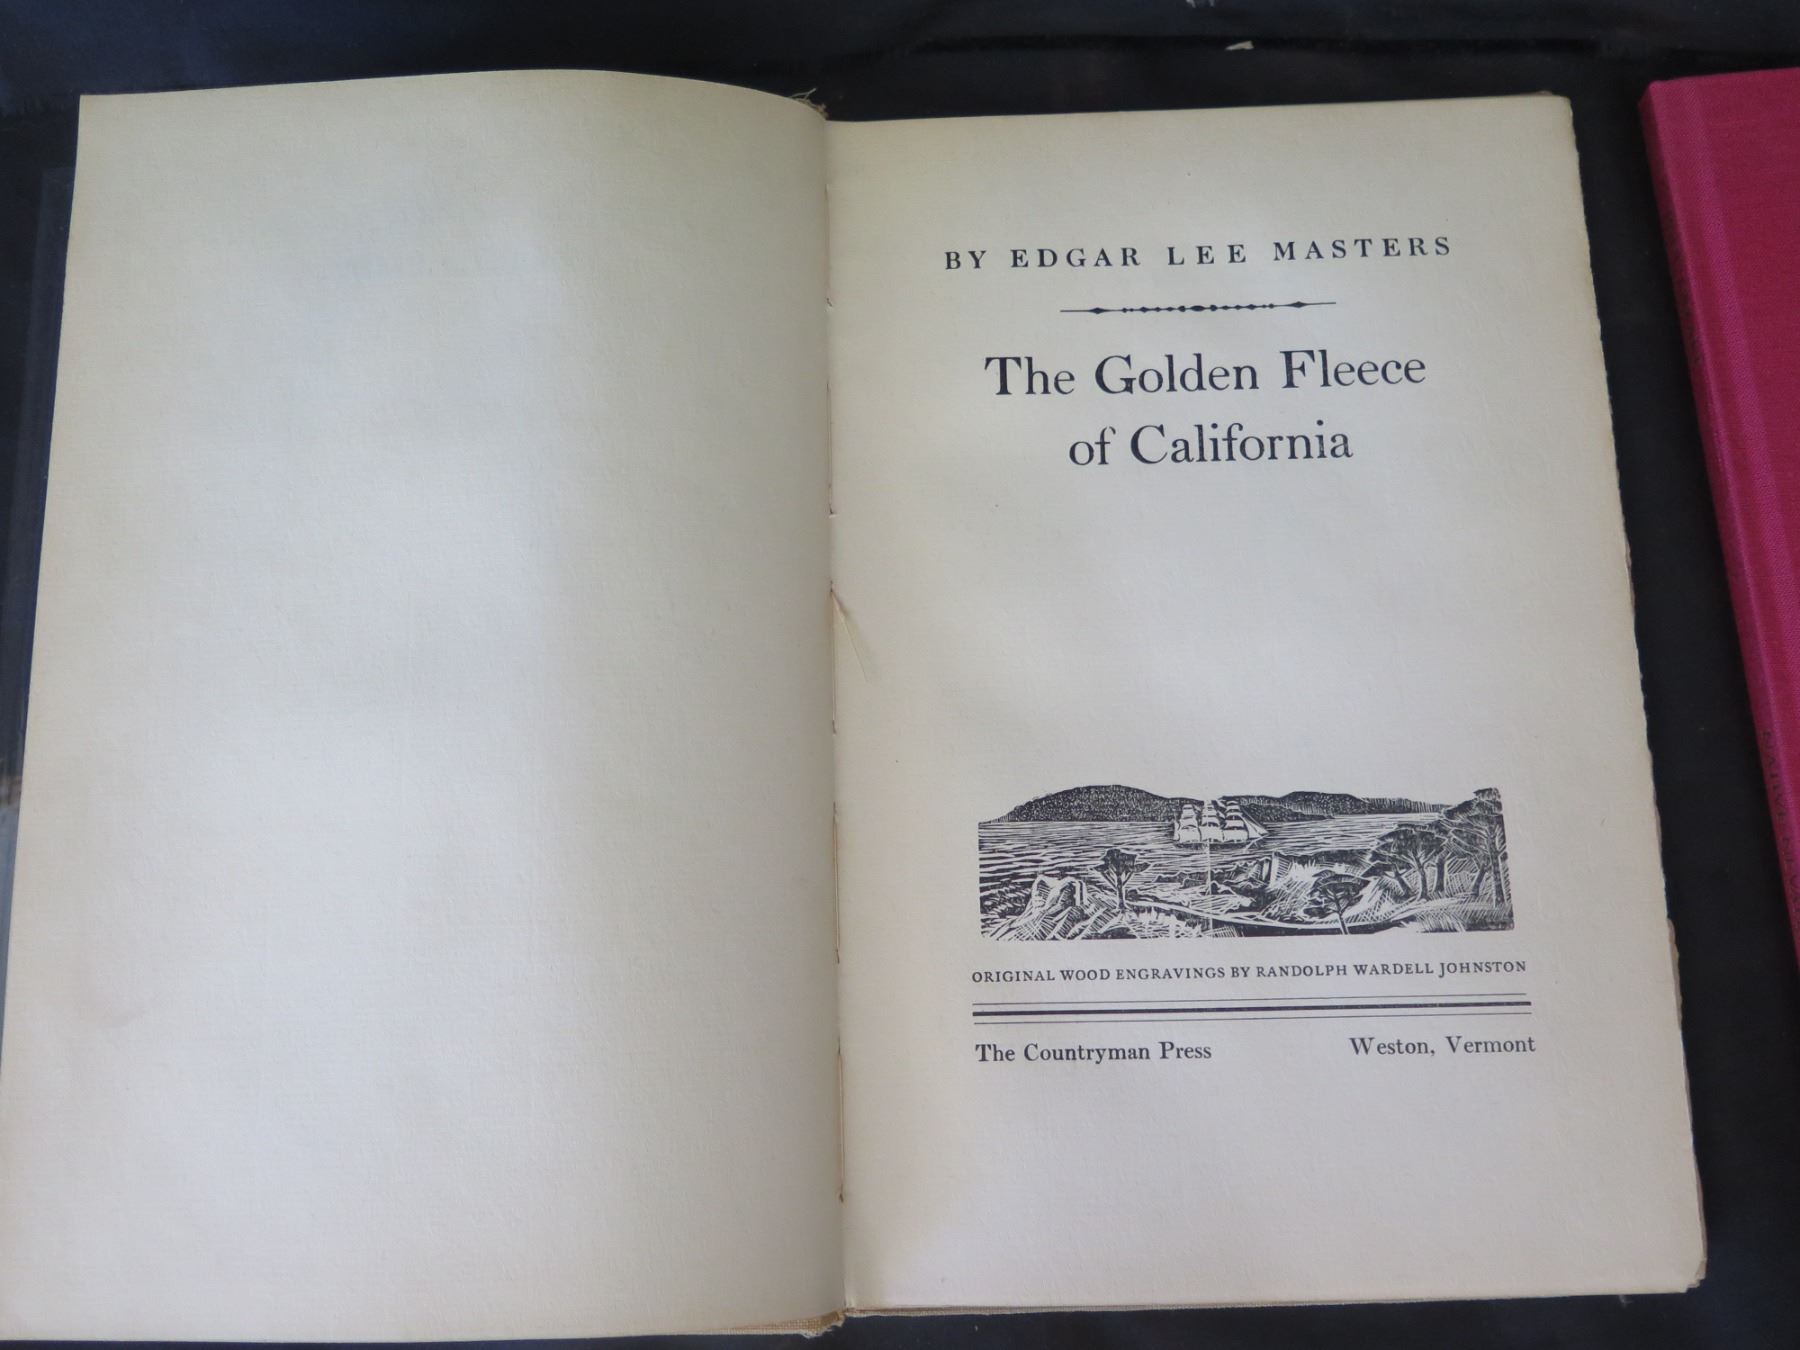 BY EDGAR LEE MASTERS
The Golden Fleece
of California
ORIGINAL WOOD ENGRAVINGS BY RANDOLPH WARDELL JOHNSTON
The Countryman Press Weston, Vermont